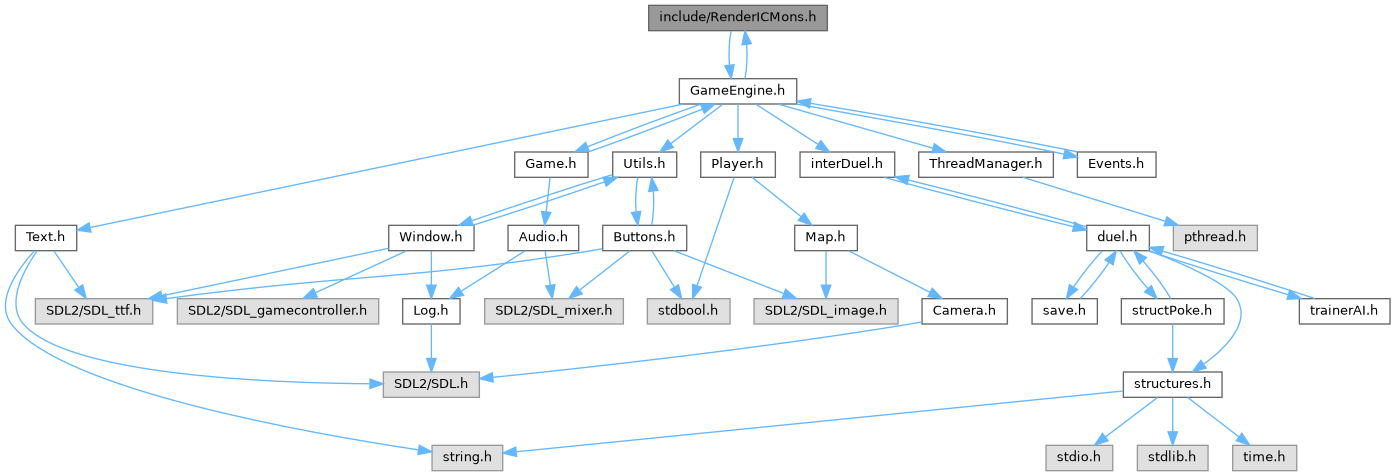 include/RenderICMons.h
GameEngine.h
Game.h
Utils.h
Player.h
interDuel.h
ThreadManager.h
Events.h
Text.h
Window.h
Audio.h
Buttons.h
Map.h
duel.h
pthread.h
SDL2/SDL_ttf.h
SDL2/SDL_gamecontroller.h
Log.h
SDL2/SDL_mixer.h
stdbool.h
SDL2/SDL_image.h
Camera.h
save.h
structPoke.h
trainerAI.h
SDL2/SDL.h
structures.h
string.h
stdio.h
stdlib.h
time.h